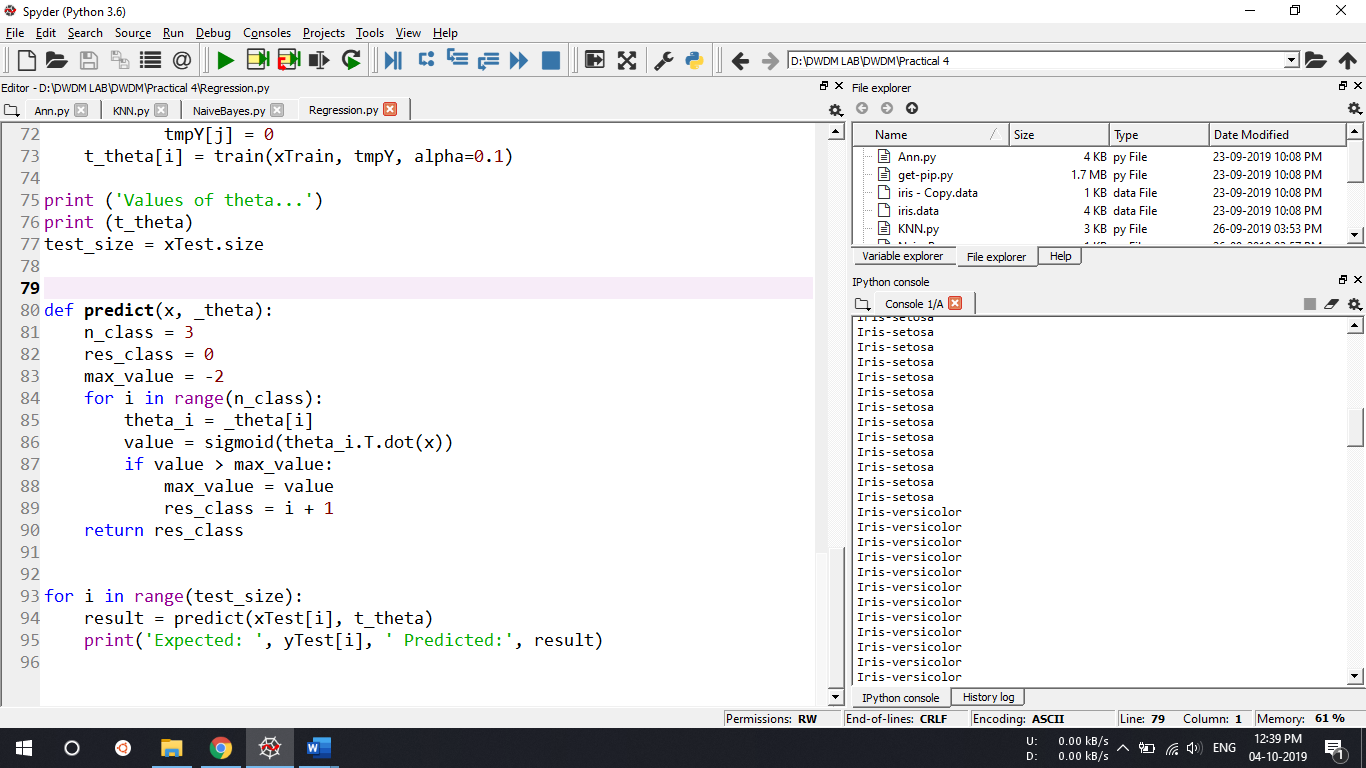 Spyder (Python 3.6)
File Edit Search Source Run Debug Consoles Projects Tools View Help
D:\DWDM LAB\DWDM\Practical 4
Editor - D:\DWDM LAB\DWDM\Practical 4\Regression.py
Ann.py KNN.py NaiveBayes.py Regression.py
72             tmpY[j] = 0
73     t_theta[i] = train(xTrain, tmpY, alpha=0.1)
74
75 print ('Values of theta...')
76 print (t_theta)
77 test_size = xTest.size
78
79
80 def predict(x, _theta):
81     n_class = 3
82     res_class = 0
83     max_value = -2
84     for i in range(n_class):
85         theta_i = _theta[i]
86         value = sigmoid(theta_i.T.dot(x))
87         if value > max_value:
88             max_value = value
89             res_class = i + 1
90     return res_class
91
92
93 for i in range(test_size):
94     result = predict(xTest[i], t_theta)
95     print('Expected: ', yTest[i], ' Predicted:', result)
96
File explorer
Name Size Type Date Modified
Ann.py 4 KB py File 23-09-2019 10:08 PM
get-pip.py 1.7 MB py File 23-09-2019 10:08 PM
iris - Copy.data 1 KB data File 23-09-2019 10:08 PM
iris.data 4 KB data File 23-09-2019 10:08 PM
KNN.py 3 KB py File 26-09-2019 03:53 PM
Variable explorer File explorer Help
IPython console
Console 1/A
Iris-setosa
Iris-setosa
Iris-setosa
Iris-setosa
Iris-setosa
Iris-setosa
Iris-setosa
Iris-setosa
Iris-setosa
Iris-setosa
Iris-setosa
Iris-setosa
Iris-setosa
Iris-versicolor
Iris-versicolor
Iris-versicolor
Iris-versicolor
Iris-versicolor
Iris-versicolor
Iris-versicolor
Iris-versicolor
Iris-versicolor
Iris-versicolor
Iris-versicolor
Iris-versicolor
IPython console History log
Permissions: RW End-of-lines: CRLF Encoding: ASCII Line: 79 Column: 1 Memory: 61 %
U: 0.00 kB/s
D: 0.00 kB/s
ENG
12:39 PM
04-10-2019
1